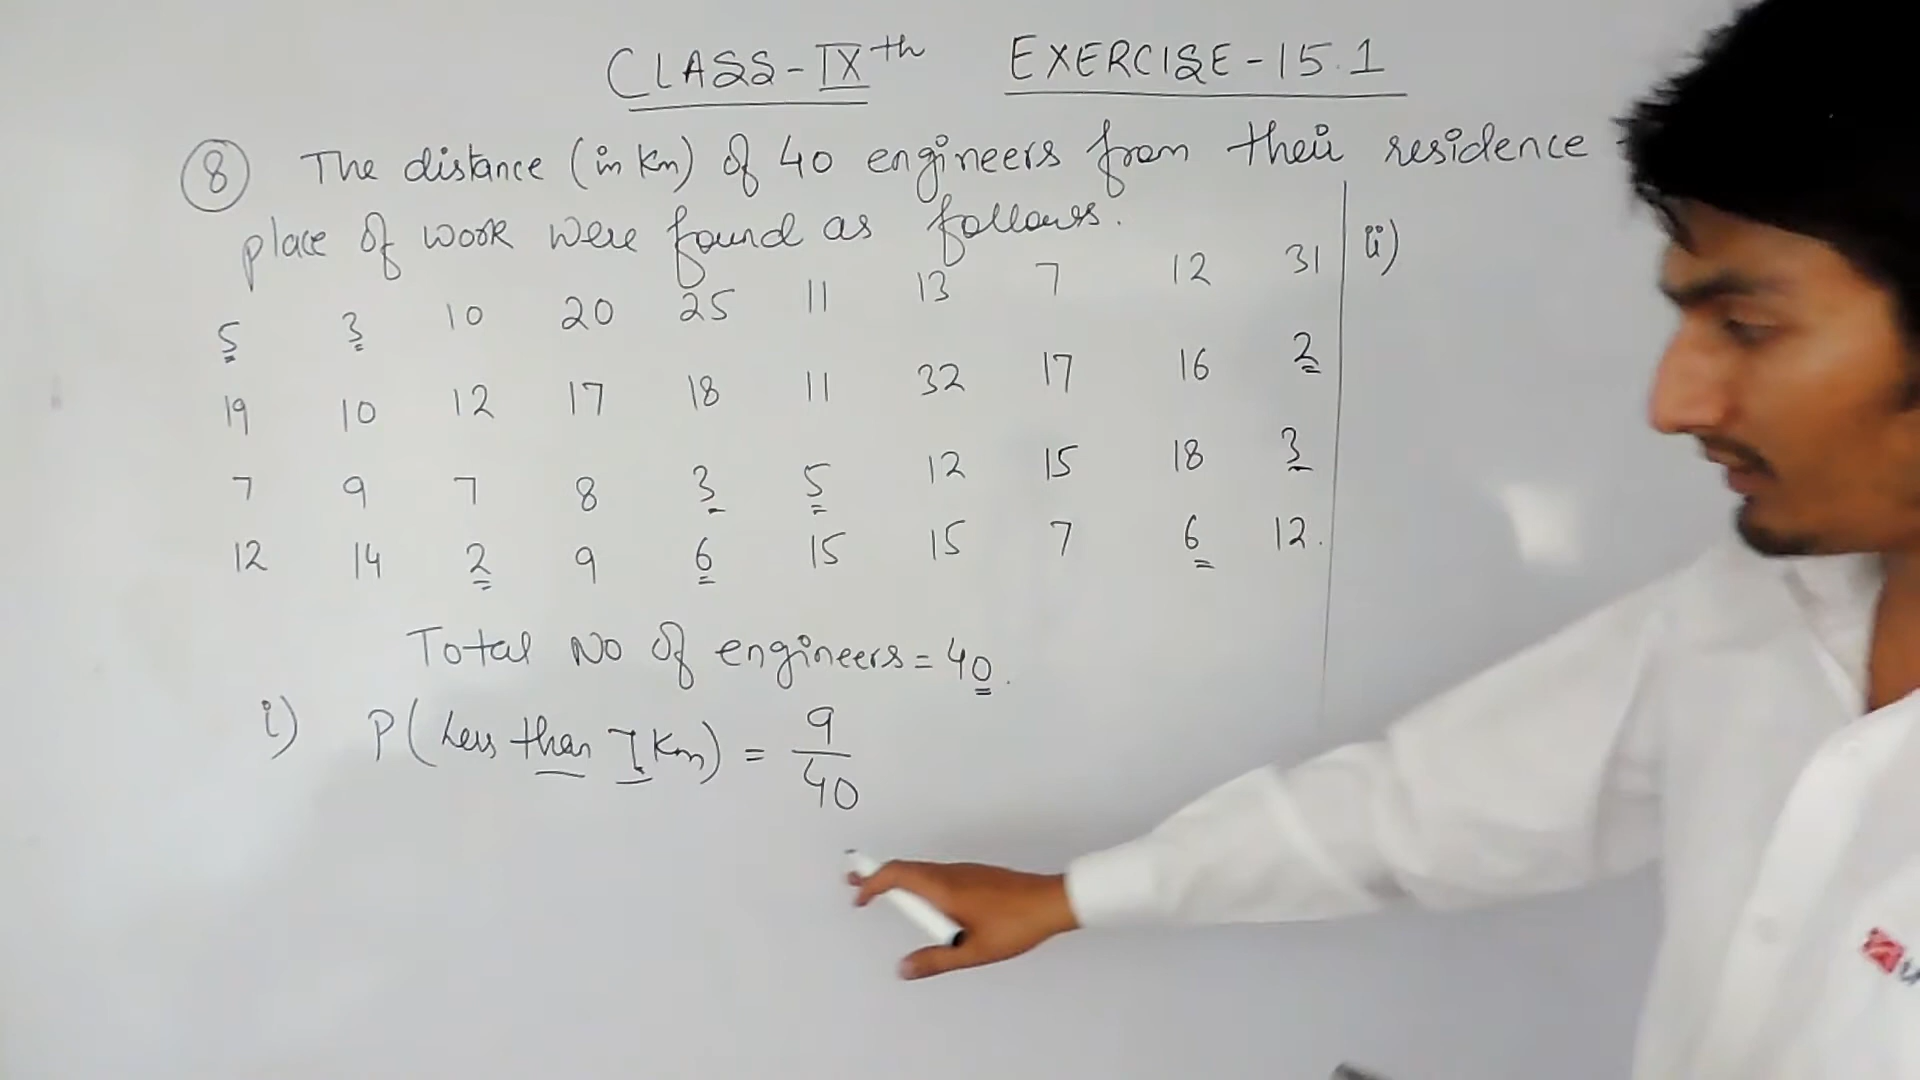 CLASS-IXth EXERCISE-15.1
8 The distance (in Km) of 40 engineers from their residence
place of work were found as follows.
5 3 10 20 25 11 13 7 12 31
19 10 12 17 18 11 32 17 16 2
7 9 7 8 3 5 12 15 18 3
12 14 2 9 6 15 15 7 6 12.
Total No of engineers = 40.
i) P(Less than 7 Km) = 9/40
ii)